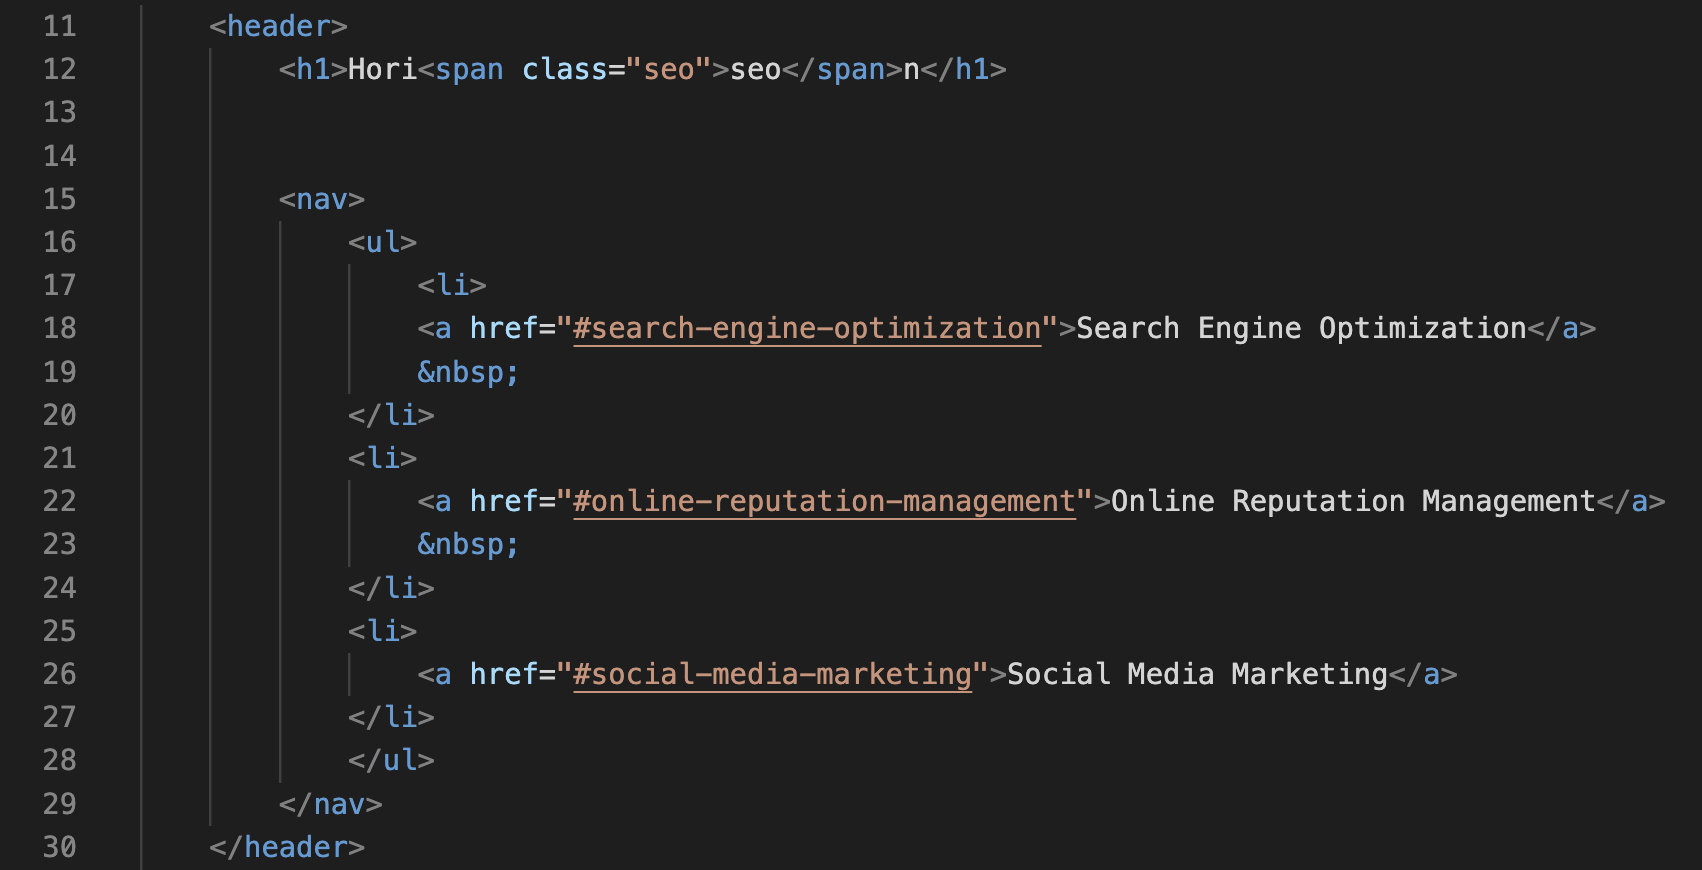 11 <header>
12 <h1>Hori<span class="seo">seo</span>n</h1>
13
14
15 <nav>
16 <ul>
17 <li>
18 <a href="#search-engine-optimization">Search Engine Optimization</a>
19 &nbsp;
20 </li>
21 <li>
22 <a href="#online-reputation-management">Online Reputation Management</a>
23 &nbsp;
24 </li>
25 <li>
26 <a href="#social-media-marketing">Social Media Marketing</a>
27 </li>
28 </ul>
29 </nav>
30 </header>